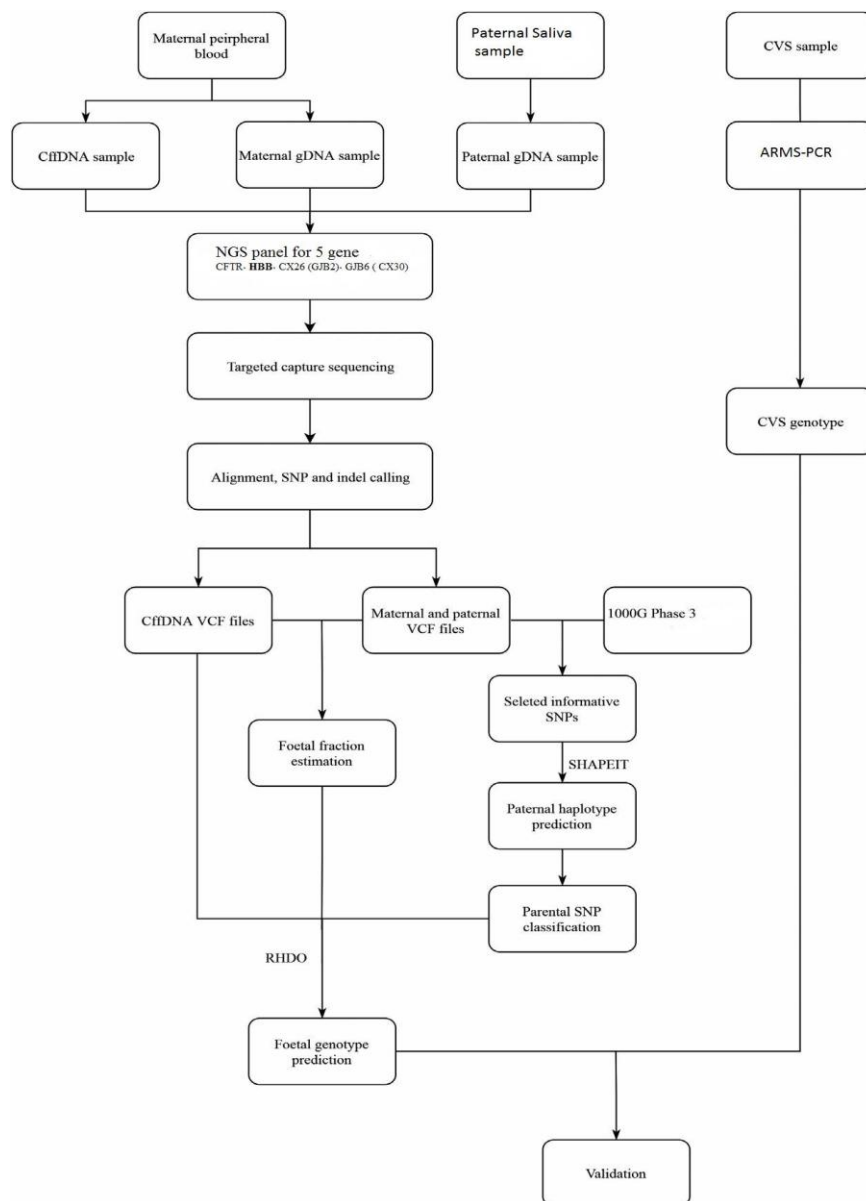 Maternal peirpheral
blood
Paternal Saliva
sample
CVS sample
CffDNA sample
Maternal gDNA sample
Paternal gDNA sample
ARMS-PCR
NGS panel for 5 gene
CFTR- HBB- CX26 (GJB2)- GJB6 ( CX30)
Targeted capture sequencing
CVS genotype
Alignment, SNP and indel calling
CffDNA VCF files
Maternal and paternal
VCF files
1000G Phase 3
Seleted informative
SNPs
Foetal fraction
estimation
SHAPEIT
Paternal haplotype
prediction
Parental SNP
classification
RHDO
Foetal genotype
prediction
Validation